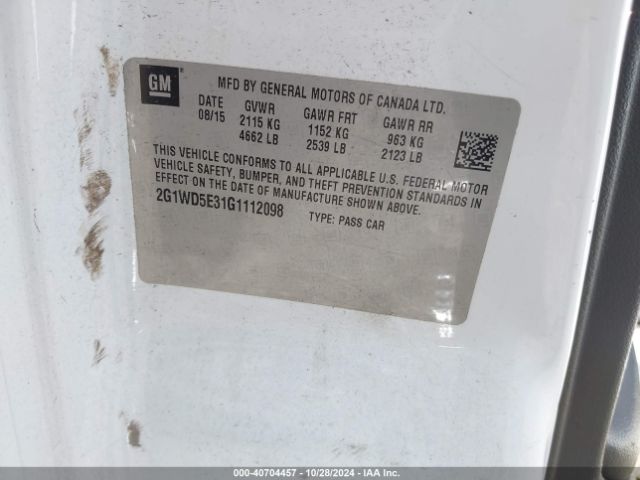 GM
MFD BY GENERAL MOTORS OF CANADA LTD.
DATE GVWR GAWR FRT GAWR RR
08/15 2115 KG 1152 KG 963 KG
4662 LB 2539 LB 2123 LB
THIS VEHICLE CONFORMS TO ALL APPLICABLE U.S. FEDERAL MOTOR
VEHICLE SAFETY, BUMPER, AND THEFT PREVENTION STANDARDS IN
EFFECT ON THE DATE OF MANUFACTURE SHOWN ABOVE.
2G1WD5E31G1112098 TYPE: PASS CAR
000-40704457 - 10/28/2024 - IAA Inc.